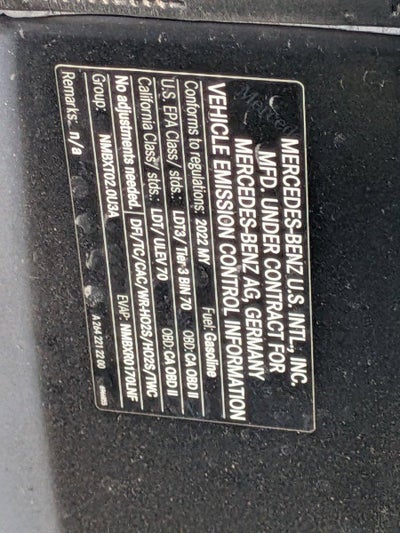 MERCEDES-BENZ U.S. INTL., INC.
MFD. UNDER CONTRACT FOR
MERCEDES-BENZ AG, GERMANY
VEHICLE EMISSION CONTROL INFORMATION
Conforms to regulations: 2022 MY Fuel: Gasoline
U.S. EPA Class / stds.: LDT3 / Tier 3 BIN 70 OBD: CA OBD II
California Class / stds.: LDT / ULEV 70 OBD: CA OBD II
No adjustments needed. DFI/TC/CAC/WR-HO2S/HO2S/TWC
Group: NMBXT02.0U3A EVAP: NMBXR0170LNF
Remarks: n/a A 264 221 22 00